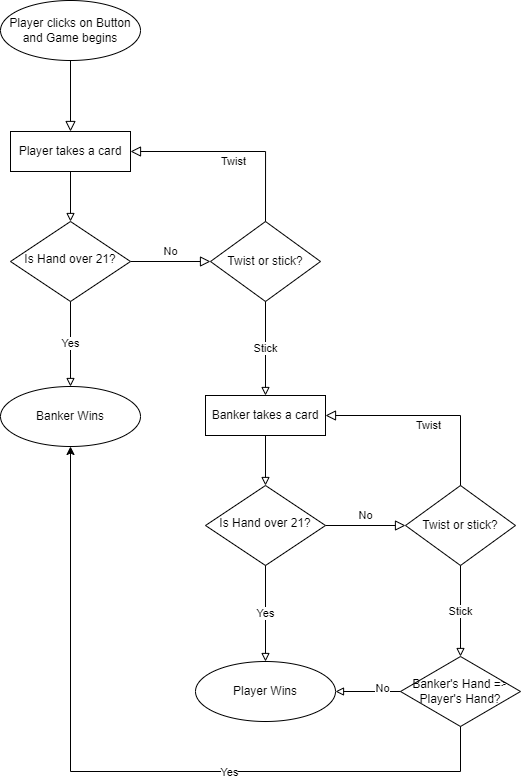 Player clicks on Button
and Game begins
Player takes a card
Twist
Is Hand over 21?
No
Twist or stick?
Yes
Stick
Banker Wins
Banker takes a card
Twist
Is Hand over 21?
No
Twist or stick?
Yes
Stick
Player Wins
No
Banker's Hand =>
Player's Hand?
Yes